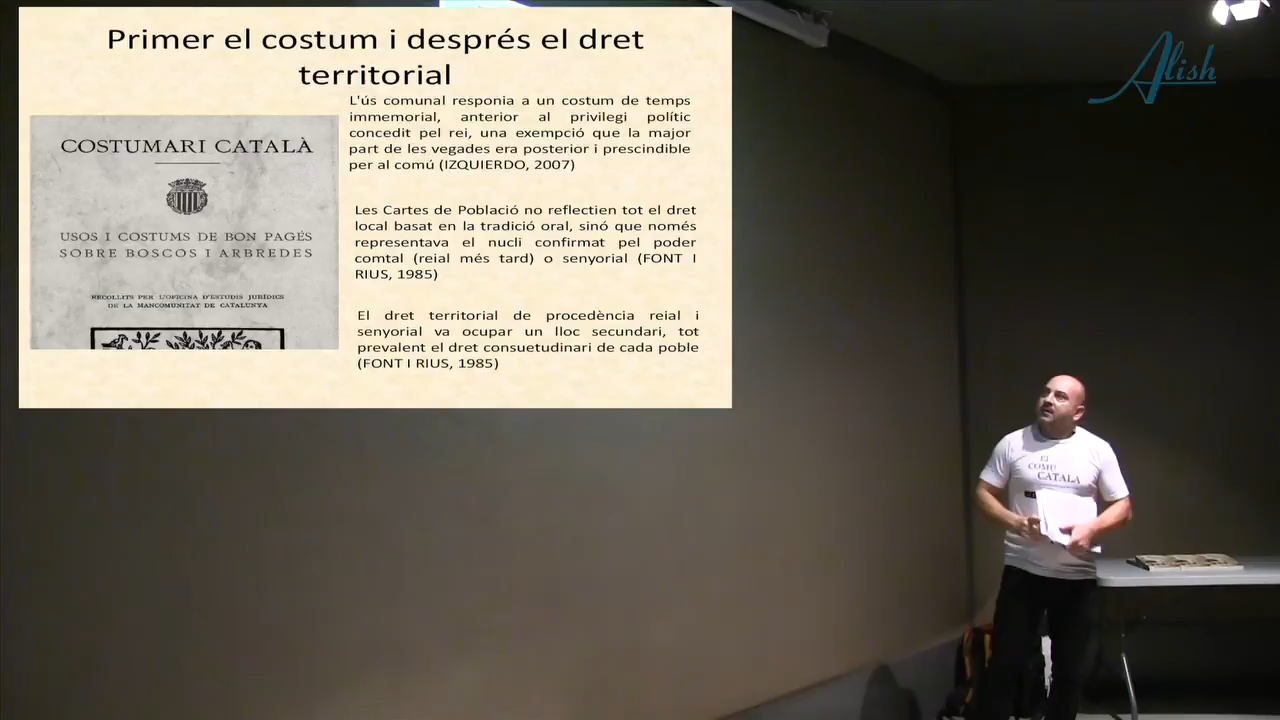 Primer el costum i després el dret
territorial
L'ús comunal responia a un costum de temps
immemorial, anterior al privilegi polític
concedit pel rei, una exempció que la major
part de les vegades era posterior i prescindible
per al comú (IZQUIERDO, 2007)
COSTUMARI CATALÀ
USOS I COSTUMS DE BON PAGÉS
SOBRE BOSCOS I ARBREDES
RECOLLITS PER L'OFICINA D'ESTUDIS JURÍDICS
DE LA MANCOMUNITAT DE CATALUNYA
Les Cartes de Població no reflectien tot el dret
local basat en la tradició oral, sinó que només
representava el nucli confirmat pel poder
comtal (reial més tard) o senyorial (FONT I
RIUS, 1985)
El dret territorial de procedència reial i
senyorial va ocupar un lloc secundari, tot
prevalent el dret consuetudinari de cada poble
(FONT I RIUS, 1985)
Alish
EL
COMÚ
CATALÀ